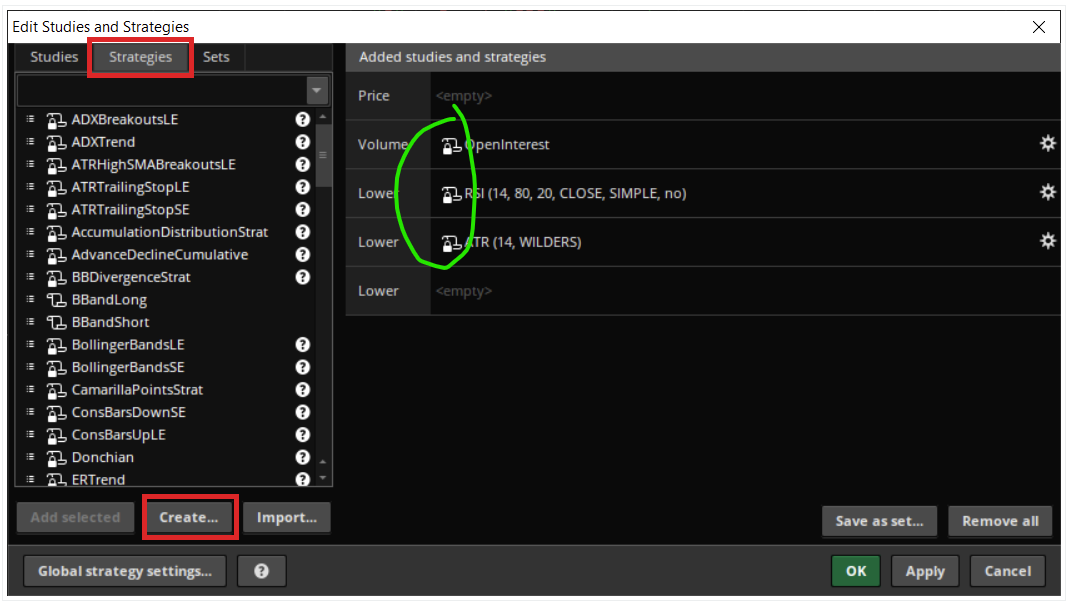 Edit Studies and Strategies
Studies Strategies Sets
ADXBreakoutsLE
ADXTrend
ATRHighSMABreakoutsLE
ATRTrailingStopLE
ATRTrailingStopSE
AccumulationDistributionStrat
AdvanceDeclineCumulative
BBDivergenceStrat
BBandLong
BBandShort
BollingerBandsLE
BollingerBandsSE
CamarillaPointsStrat
ConsBarsDownSE
ConsBarsUpLE
Donchian
ERTrend
Add selected Create... Import...
Added studies and strategies
Price <empty>
Volume OpenInterest
Lower RSI (14, 80, 20, CLOSE, SIMPLE, no)
Lower ATR (14, WILDERS)
Lower <empty>
Save as set... Remove all
Global strategy settings... ?
OK Apply Cancel